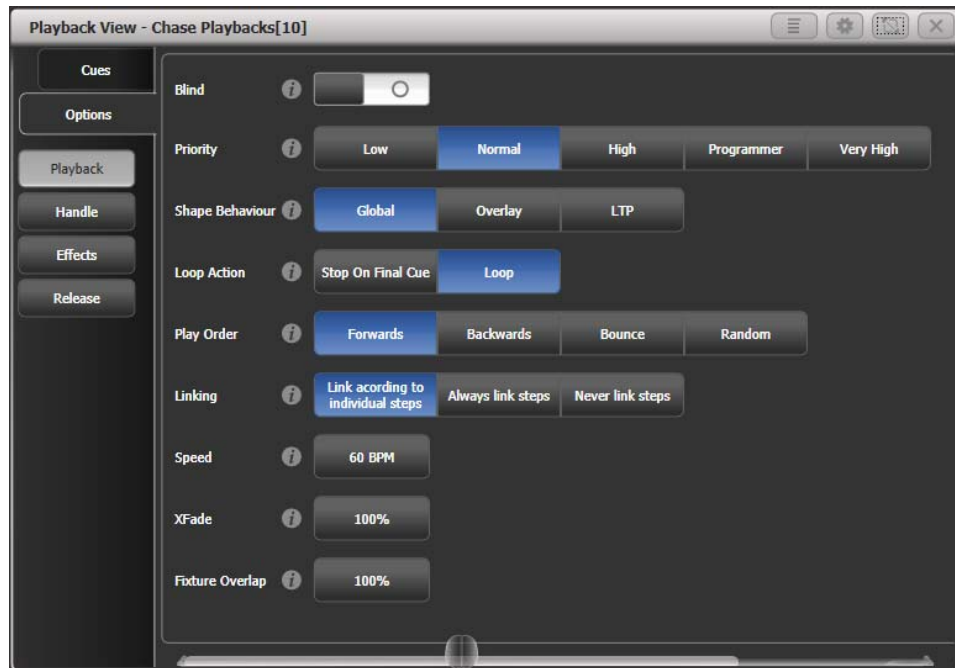 Playback View - Chase Playbacks[10]
Cues
Options
Playback
Handle
Effects
Release
Blind
Priority Low Normal High Programmer Very High
Shape Behaviour Global Overlay LTP
Loop Action Stop On Final Cue Loop
Play Order Forwards Backwards Bounce Random
Linking Link acording to individual steps Always link steps Never link steps
Speed 60 BPM
XFade 100%
Fixture Overlap 100%